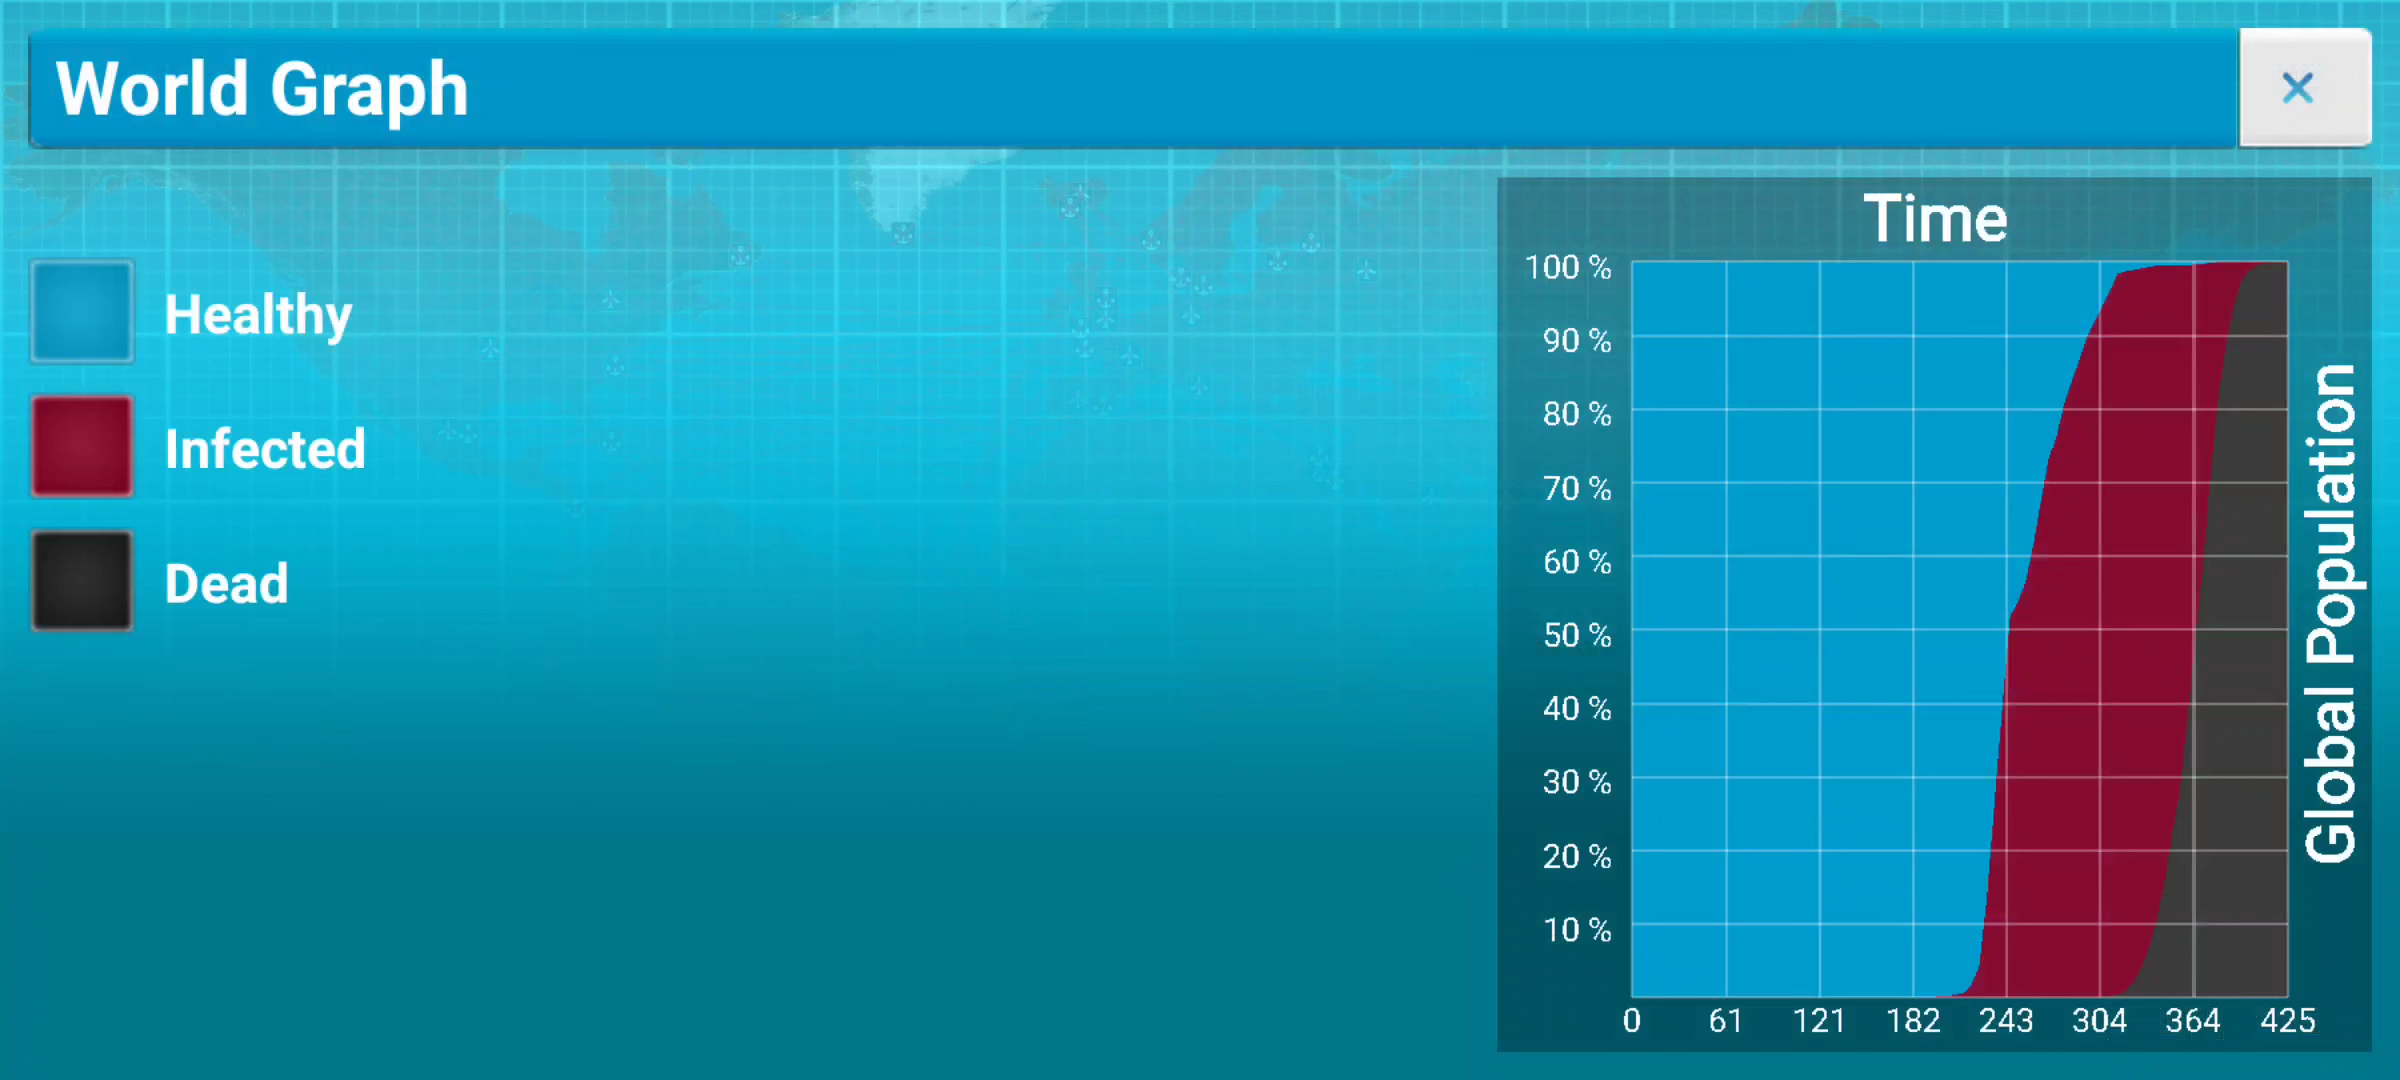 World Graph
×
Healthy
Infected
Dead
Time
100 %
90 %
80 %
70 %
60 %
50 %
40 %
30 %
20 %
10 %
0 61 121 182 243 304 364 425
Global Population